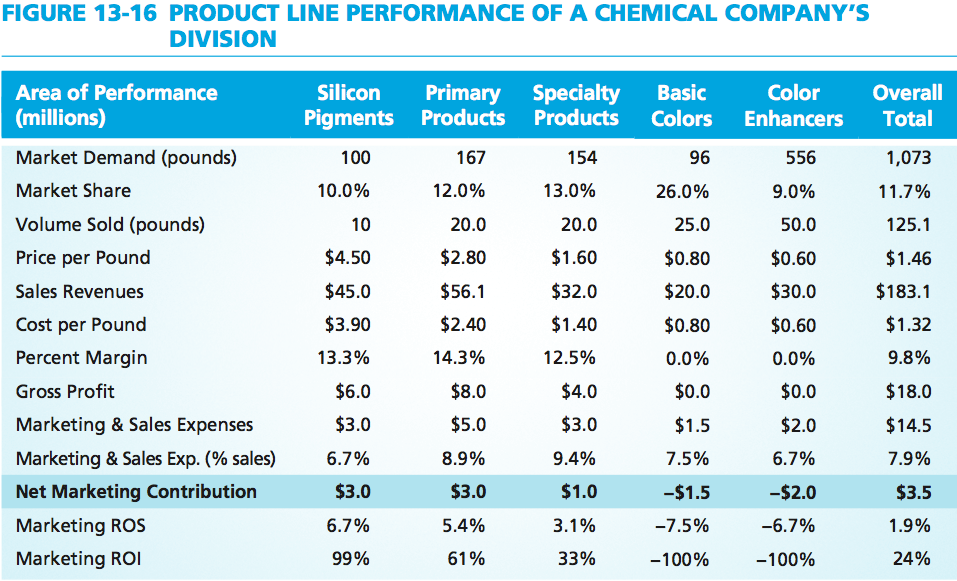 FIGURE 13-16 PRODUCT LINE PERFORMANCE OF A CHEMICAL COMPANY'S
DIVISION
Area of Performance Silicon Primary Specialty Basic Color Overall
(millions) Pigments Products Products Colors Enhancers Total
Market Demand (pounds) 100 167 154 96 556 1,073
Market Share 10.0% 12.0% 13.0% 26.0% 9.0% 11.7%
Volume Sold (pounds) 10 20.0 20.0 25.0 50.0 125.1
Price per Pound $4.50 $2.80 $1.60 $0.80 $0.60 $1.46
Sales Revenues $45.0 $56.1 $32.0 $20.0 $30.0 $183.1
Cost per Pound $3.90 $2.40 $1.40 $0.80 $0.60 $1.32
Percent Margin 13.3% 14.3% 12.5% 0.0% 0.0% 9.8%
Gross Profit $6.0 $8.0 $4.0 $0.0 $0.0 $18.0
Marketing & Sales Expenses $3.0 $5.0 $3.0 $1.5 $2.0 $14.5
Marketing & Sales Exp. (% sales) 6.7% 8.9% 9.4% 7.5% 6.7% 7.9%
Net Marketing Contribution $3.0 $3.0 $1.0 –$1.5 –$2.0 $3.5
Marketing ROS 6.7% 5.4% 3.1% –7.5% –6.7% 1.9%
Marketing ROI 99% 61% 33% –100% –100% 24%